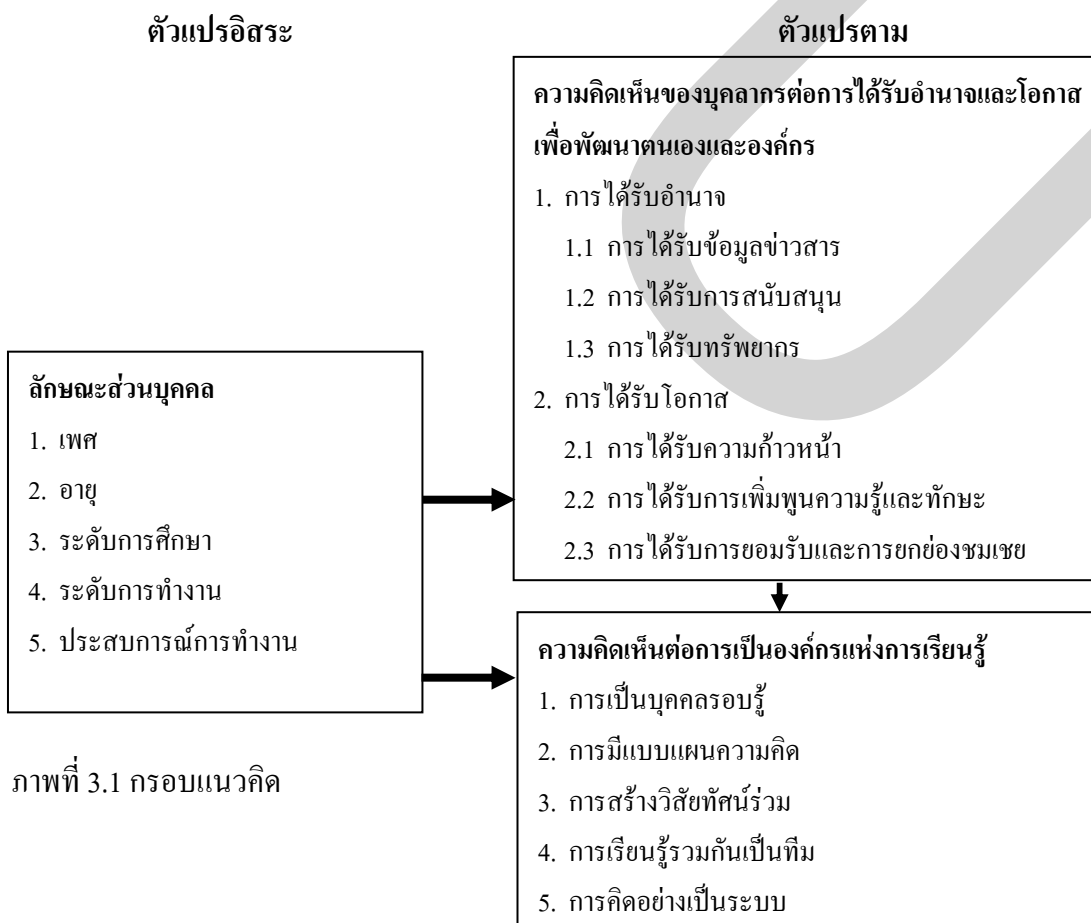 ตัวแปรอิสระ
ตัวแปรตาม
ลักษณะส่วนบุคคล
1. เพศ
2. อายุ
3. ระดับการศึกษา
4. ระดับการทำงาน
5. ประสบการณ์การทำงาน
ความคิดเห็นของบุคลากรต่อการได้รับอำนาจและโอกาส
เพื่อพัฒนาตนเองและองค์กร
1. การได้รับอำนาจ
1.1 การได้รับข้อมูลข่าวสาร
1.2 การได้รับการสนับสนุน
1.3 การได้รับทรัพยากร
2. การได้รับโอกาส
2.1 การได้รับความก้าวหน้า
2.2 การได้รับการเพิ่มพูนความรู้และทักษะ
2.3 การได้รับการยอมรับและการยกย่องชมเชย
ความคิดเห็นต่อการเป็นองค์กรแห่งการเรียนรู้
1. การเป็นบุคคลรอบรู้
2. การมีแบบแผนความคิด
3. การสร้างวิสัยทัศน์ร่วม
4. การเรียนรู้รวมกันเป็นทีม
5. การคิดอย่างเป็นระบบ
ภาพที่ 3.1 กรอบแนวคิด